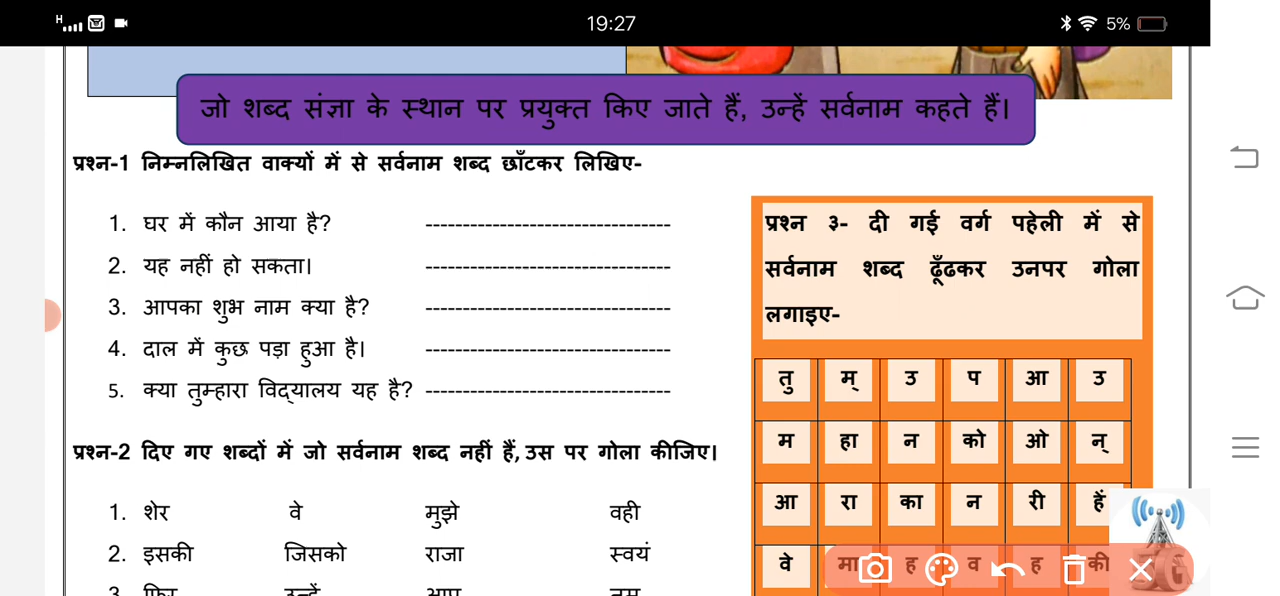 H 19:27 5%
जो शब्द संज्ञा के स्थान पर प्रयुक्त किए जाते हैं, उन्हें सर्वनाम कहते हैं।
प्रश्न-1 निम्नलिखित वाक्यों में से सर्वनाम शब्द छाँटकर लिखिए-
1. घर में कौन आया है? --------------------------------
2. यह नहीं हो सकता। --------------------------------
3. आपका शुभ नाम क्या है? --------------------------------
4. दाल में कुछ पड़ा हुआ है। --------------------------------
5. क्या तुम्हारा विद्यालय यह है? --------------------------------
प्रश्न-2 दिए गए शब्दों में जो सर्वनाम शब्द नहीं हैं, उस पर गोला कीजिए।
1. शेर वे मुझे वही
2. इसकी जिसको राजा स्वयं
प्रश्न ३- दी गई वर्ग पहेली में से
सर्वनाम शब्द ढूँढकर उनपर गोला
लगाइए-
तु म् उ प आ उ
म हा न को ओ न्
आ रा का न री हें
वे मा ह व ह की
5G